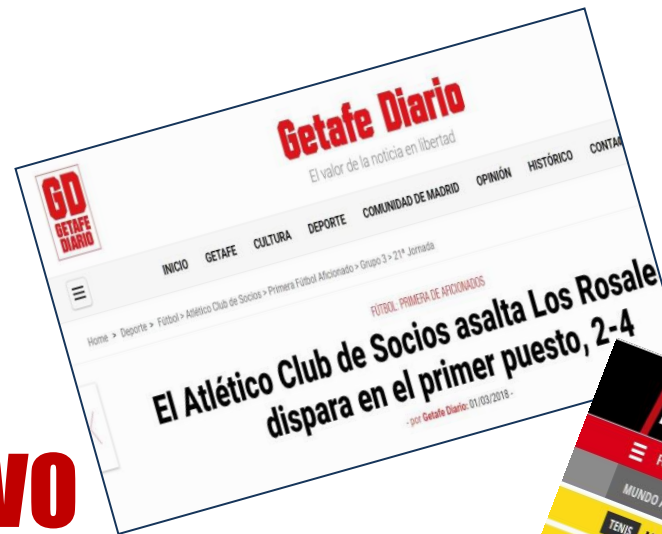 Getafe Diario
El valor de la noticia en libertad
GD
GETAFE
DIARIO
INICIO GETAFE CULTURA DEPORTE COMUNIDAD DE MADRID OPINIÓN HISTÓRICO CONTA
Home > Deporte > Fútbol > Atlético Club de Socios > Primera Fútbol Aficionado > Grupo 3 > 21ª Jornada
FÚTBOL: PRIMERA DE AFICIONADOS
El Atlético Club de Socios asalta Los Rosale
dispara en el primer puesto, 2-4
- por Getafe Diario: 01/03/2018 -
VO
MUNDO A
TENIS